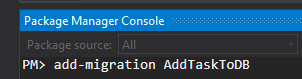 Package Manager Console
Package source: All
PM> add-migration AddTaskToDB